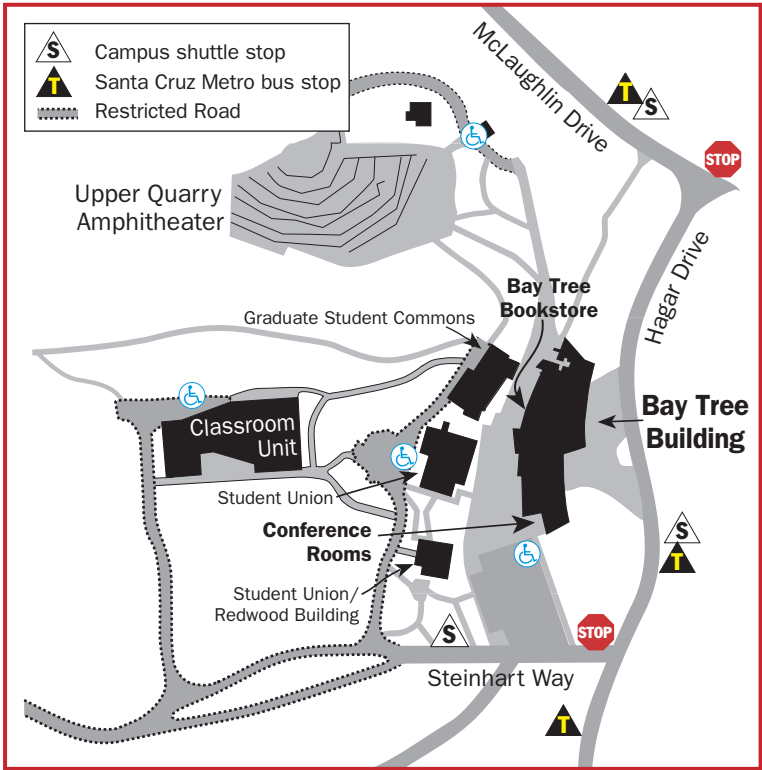 S Campus shuttle stop
T Santa Cruz Metro bus stop
Restricted Road
McLaughlin Drive
T
S
STOP
Upper Quarry
Amphitheater
Hagar Drive
Bay Tree
Bookstore
Graduate Student Commons
Bay Tree
Building
Classroom
Unit
Student Union
Conference
Rooms
S
T
Student Union/
Redwood Building
S
STOP
Steinhart Way
T